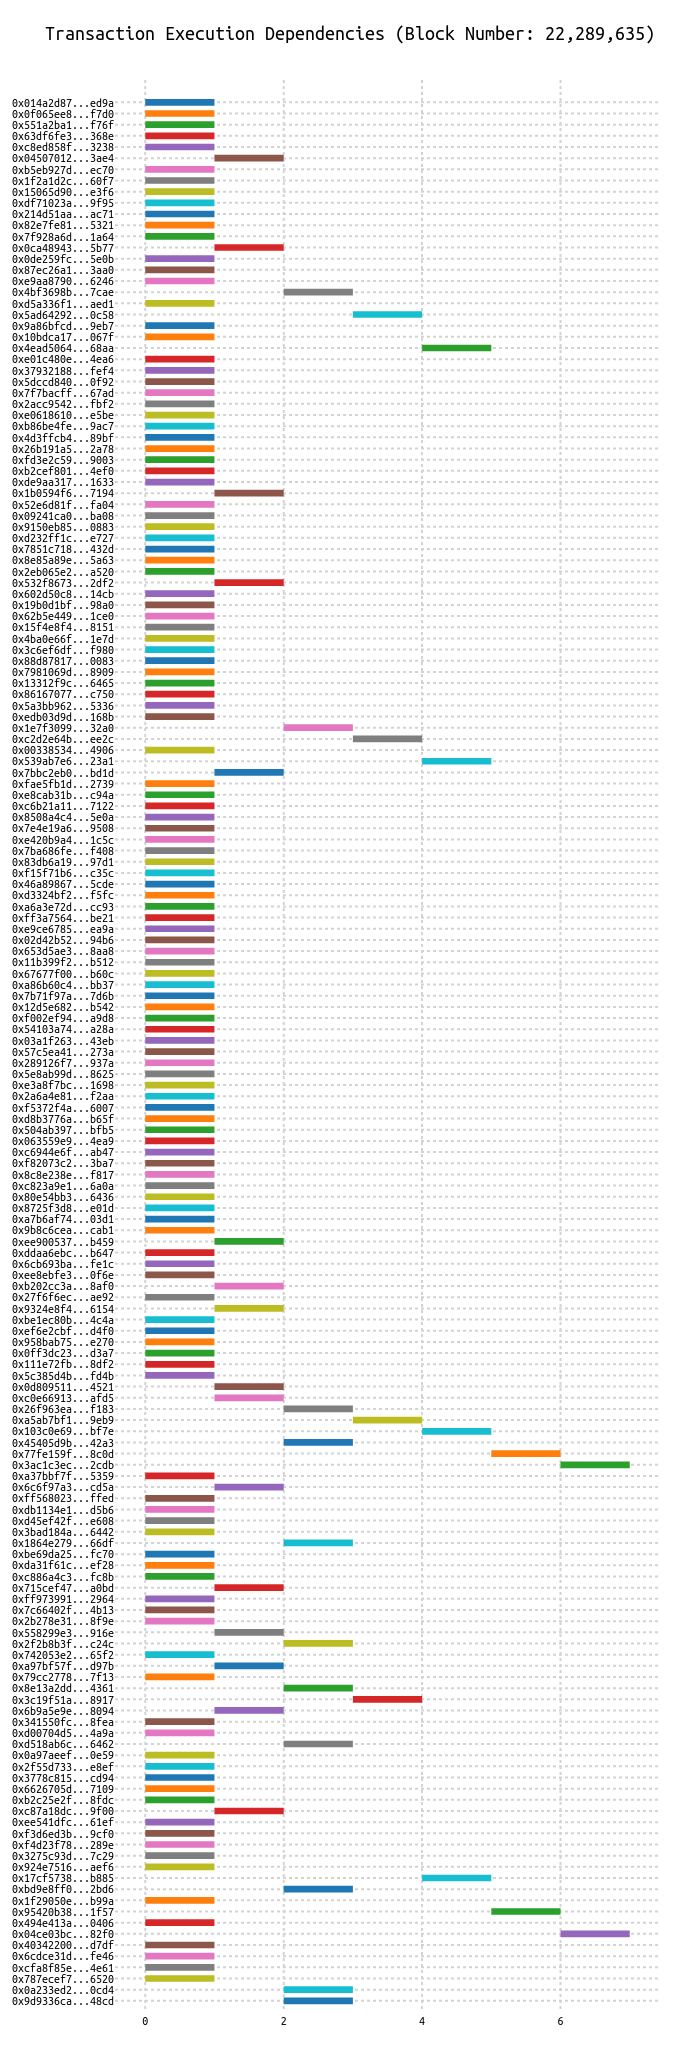 Transaction Execution Dependencies (Block Number: 22,289,635)
0x014a2d87...ed9a
0x0f065ee8...f7d0
0x551a2ba1...f76f
0x63df6fe3...368e
0xc8ed858f...3238
0x04507012...3ae4
0xb5eb927d...ec70
0x1f2a1d2c...60f7
0x15065d90...e3f6
0xdf71023a...9f95
0x214d51aa...ac71
0x82e7fe81...5321
0x7f928a6d...1a64
0x0ca48943...5b77
0x0de259fc...5e0b
0x87ec26a1...3aa0
0xe9aa8790...6246
0x4bf3698b...7cae
0xd5a336f1...aed1
0x5ad64292...0c58
0x9a86bfcd...9eb7
0x10bdca17...067f
0x4ead5064...68aa
0xe01c480e...4ea6
0x37932188...fef4
0x5dccd840...0f92
0x7f7bacff...67ad
0x2acc9542...fbf2
0xe0618610...e5be
0xb86be4fe...9ac7
0x4d3ffcb4...89bf
0x26b191a5...2a78
0xfd3e2c59...9003
0xb2cef801...4ef0
0xde9aa317...1633
0x1b0594f6...7194
0x52e6d81f...fa04
0x09241ca0...ba08
0x9150eb85...0883
0xd232ff1c...e727
0x7851c718...432d
0x8e85a89e...5a63
0x2eb065e2...a520
0x532f8673...2df2
0x602d50c8...14cb
0x19b0d1bf...98a0
0x62b5e449...1ce0
0x15f4e8f4...8151
0x4ba0e66f...1e7d
0x3c6ef6df...f980
0x88d87817...0083
0x7981069d...8909
0x13312f9c...6465
0x86167077...c750
0x5a3bb962...5336
0xedb03d9d...168b
0x1e7f3099...32a0
0xc2d2e64b...ee2c
0x00338534...4906
0x539ab7e6...23a1
0x7bbc2eb0...bd1d
0xfae5fb1d...2739
0xe8cab31b...c94a
0xc6b21a11...7122
0x8508a4c4...5e0a
0x7e4e19a6...9508
0xe420b9a4...1c5c
0x7ba686fe...f408
0x83db6a19...97d1
0xf15f71b6...c35c
0x46a89867...5cde
0xd3324bf2...f5fc
0xa6a3e72d...cc93
0xff3a7564...be21
0xe9ce6785...ea9a
0x02d42b52...94b6
0x653d5ae3...8aa8
0x11b399f2...b512
0x67677f00...b60c
0xa86b60c4...bb37
0x7b71f97a...7d6b
0x12d5e682...b542
0xf002ef94...a9d8
0x54103a74...a28a
0x03a1f263...43eb
0x57c5ea41...273a
0x289126f7...937a
0x5e8ab99d...8625
0xe3a8f7bc...1698
0x2a6a4e81...f2aa
0xf5372f4a...6007
0xd8b3776a...b65f
0x504ab397...bfb5
0x063559e9...4ea9
0xc6944e6f...ab47
0xf82073c2...3ba7
0x8c8e238e...f817
0xc823a9e1...6a0a
0x80e54bb3...6436
0x8725f3d8...e01d
0xa7b6af74...03d1
0x9b8c6cea...cab1
0xee900537...b459
0xddaa6ebc...b647
0x6cb693ba...fe1c
0xee8ebfe3...0f6e
0xb202cc3a...8af0
0x27f6f6ec...ae92
0x9324e8f4...6154
0xbe1ec80b...4c4a
0xef6e2cbf...d4f0
0x958bab75...e270
0x0ff3dc23...d3a7
0x111e72fb...8df2
0x5c385d4b...fd4b
0x0d809511...4521
0xc0e66913...afd5
0x26f963ea...f183
0xa5ab7bf1...9eb9
0x103c0e69...bf7e
0x45405d9b...42a3
0x77fe159f...8c0d
0x3ac1c3ec...2cdb
0xa37bbf7f...5359
0x6c6f97a3...cd5a
0xff568023...ffed
0xdb1134e1...d5b6
0xd45ef42f...e608
0x3bad184a...6442
0x1864e279...66df
0xbe69da25...fc70
0xda31f61c...ef28
0xc886a4c3...fc8b
0x715cef47...a0bd
0xff973991...2964
0x7c66402f...4b13
0x2b278e31...8f9e
0x558299e3...916e
0x2f2b8b3f...c24c
0x742053e2...65f2
0xa97bf57f...d97b
0x79cc2778...7f13
0x8e13a2dd...4361
0x3c19f51a...8917
0x6b9a5e9e...8094
0x341550fc...8fea
0xd00704d5...4a9a
0xd518ab6c...6462
0x0a97aeef...0e59
0x2f55d733...e8ef
0x3778c815...cd94
0x6626705d...7109
0xb2c25e2f...8fdc
0xc87a18dc...9f00
0xee541dfc...61ef
0xf3d6ed3b...9cf0
0xf4d23f78...289e
0x3275c93d...7c29
0x924e7516...aef6
0x17cf5738...b885
0xbd9e8ff0...2bd6
0x1f29050e...b99a
0x95420b38...1f57
0x494e413a...0406
0x04ce03bc...82f0
0x40342200...d7df
0x6cdce31d...fe46
0xcfa8f85e...4e61
0x787ecef7...6520
0x0a233ed2...0cd4
0x9d9336ca...48cd
0 2 4 6